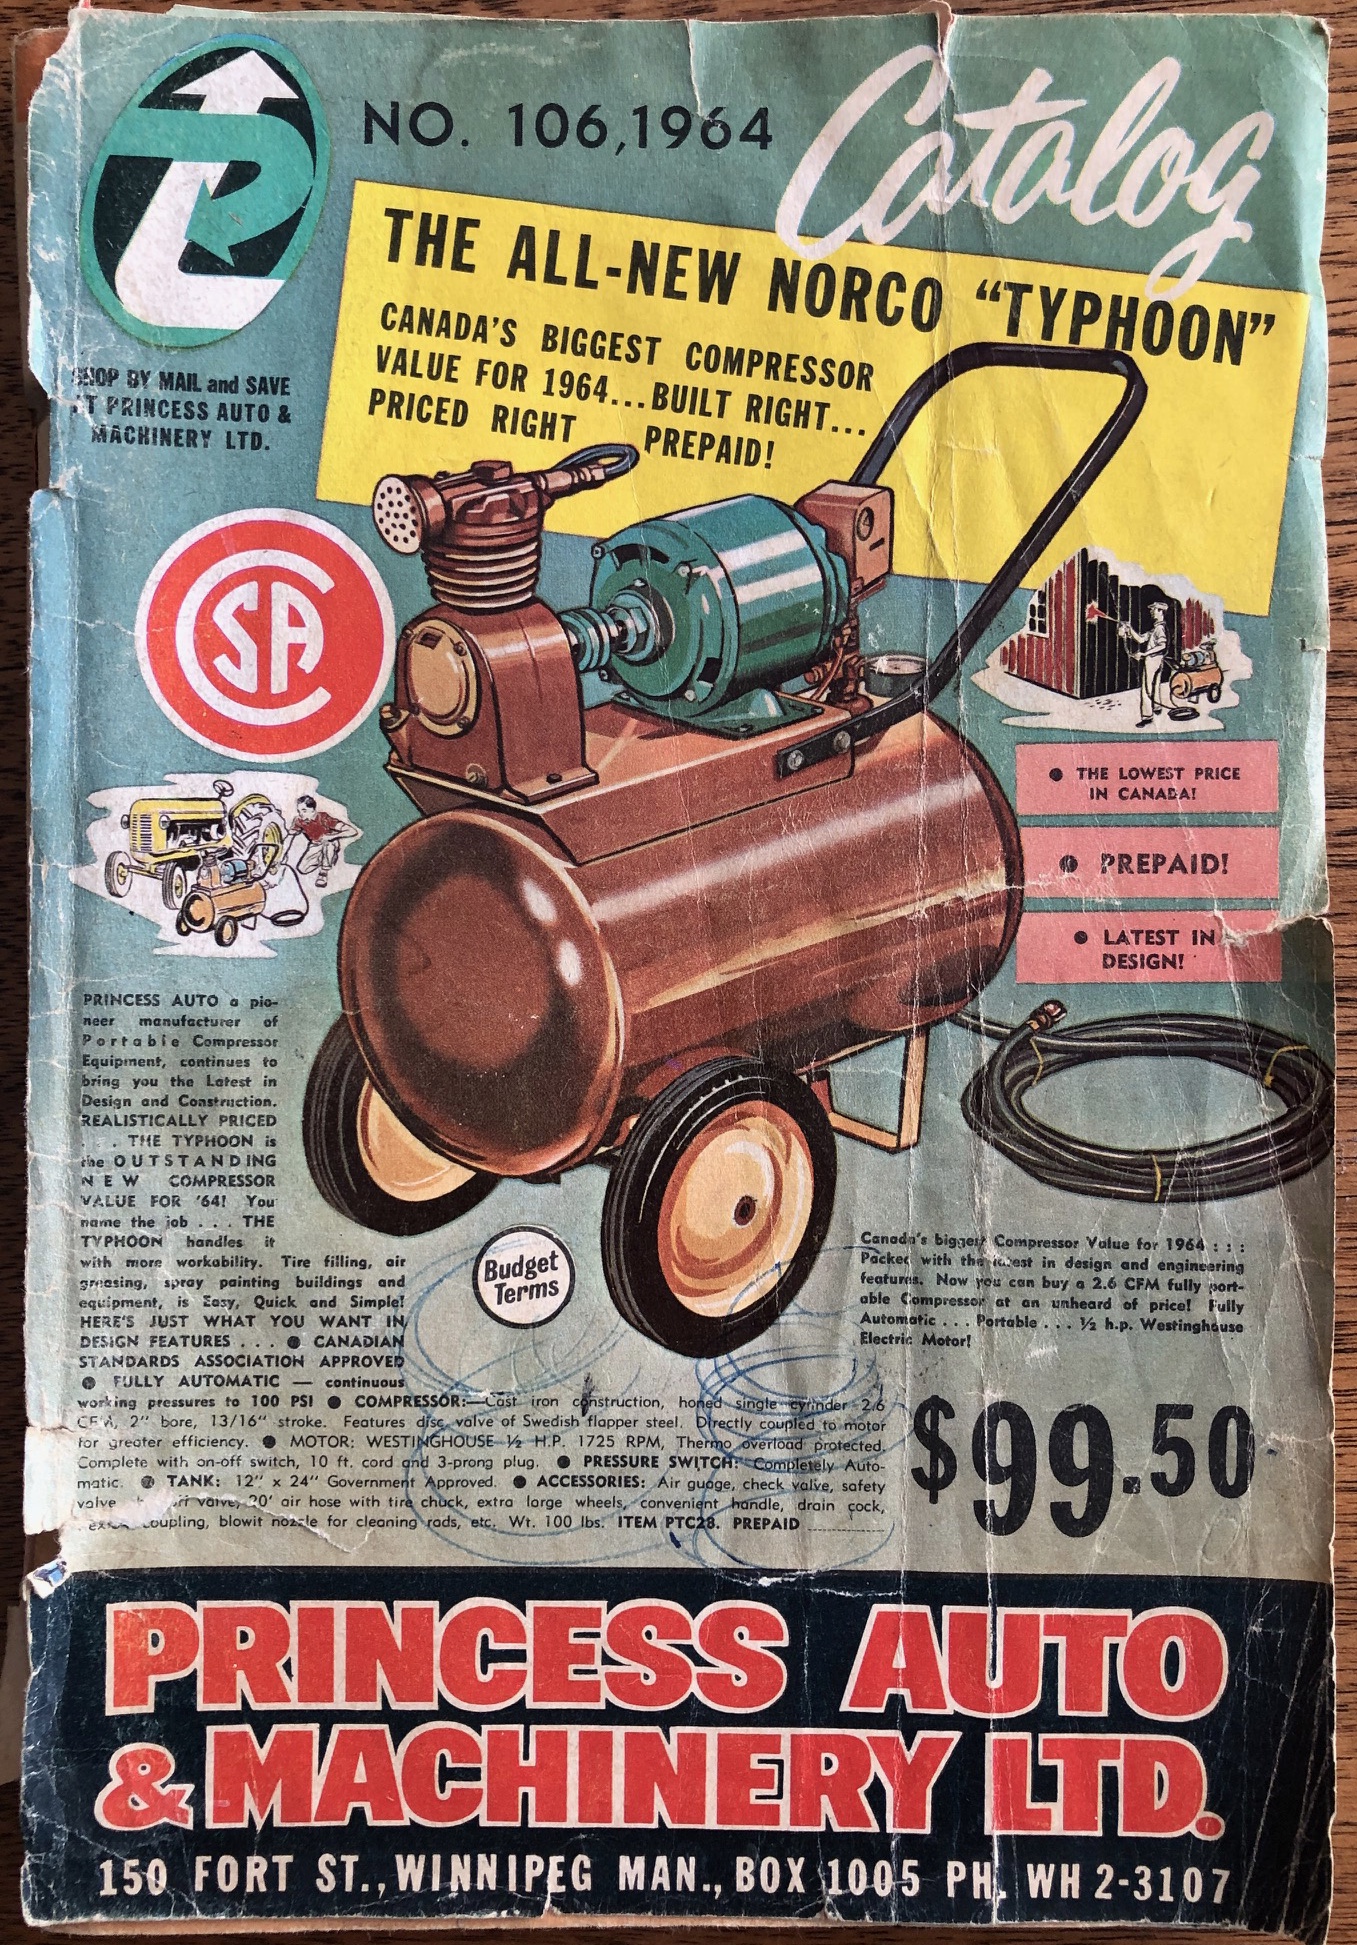 NO. 106,1964
Catalog
THE ALL-NEW NORCO "TYPHOON"
CANADA'S BIGGEST COMPRESSOR
VALUE FOR 1964...BUILT RIGHT...
PRICED RIGHT PREPAID!
SHOP BY MAIL and SAVE
AT PRINCESS AUTO &
MACHINERY LTD.
CSA
• THE LOWEST PRICE
IN CANADA!
• PREPAID!
• LATEST IN
DESIGN!
PRINCESS AUTO a pio-
neer manufacturer of
Portable Compressor
Equipment, continues to
bring you the Latest in
Design and Construction.
REALISTICALLY PRICED
. . THE TYPHOON is
the OUTSTANDING
NEW COMPRESSOR
VALUE FOR '64! You
name the job . . . THE
TYPHOON handles it
with more workability. Tire filling, air
greasing, spray painting buildings and
equipment, is Easy, Quick and Simple!
HERE'S JUST WHAT YOU WANT IN
DESIGN FEATURES . . . • CANADIAN
STANDARDS ASSOCIATION APPROVED
• FULLY AUTOMATIC — continuous
working pressures to 100 PSI • COMPRESSOR:—Cast iron construction, honed single cylinder 2.6
CFM, 2" bore, 13/16" stroke. Features disc valve of Swedish flapper steel. Directly coupled to motor
for greater efficiency. • MOTOR: WESTINGHOUSE ½ H.P. 1725 RPM, Thermo overload protected.
Complete with on-off switch, 10 ft. cord and 3-prong plug. • PRESSURE SWITCH: Completely Auto-
matic. • TANK: 12" x 24" Government Approved. • ACCESSORIES: Air guage, check valve, safety
valve, valve, 20' air hose with tire chuck, extra large wheels, convenient handle, drain cock,
coupling, blowit nozzle for cleaning rods, etc. Wt. 100 lbs. ITEM PTC28. PREPAID
Budget
Terms
Canada's biggest Compressor Value for 1964 : : :
Packed with the latest in design and engineering
features. Now you can buy a 2.6 CFM fully port-
able Compressor at an unheard of price! Fully
Automatic . . . Portable . . . ½ h.p. Westinghouse
Electric Motor!
$99.50
PRINCESS AUTO
& MACHINERY LTD.
150 FORT ST., WINNIPEG MAN., BOX 1005 PH. WH 2-3107